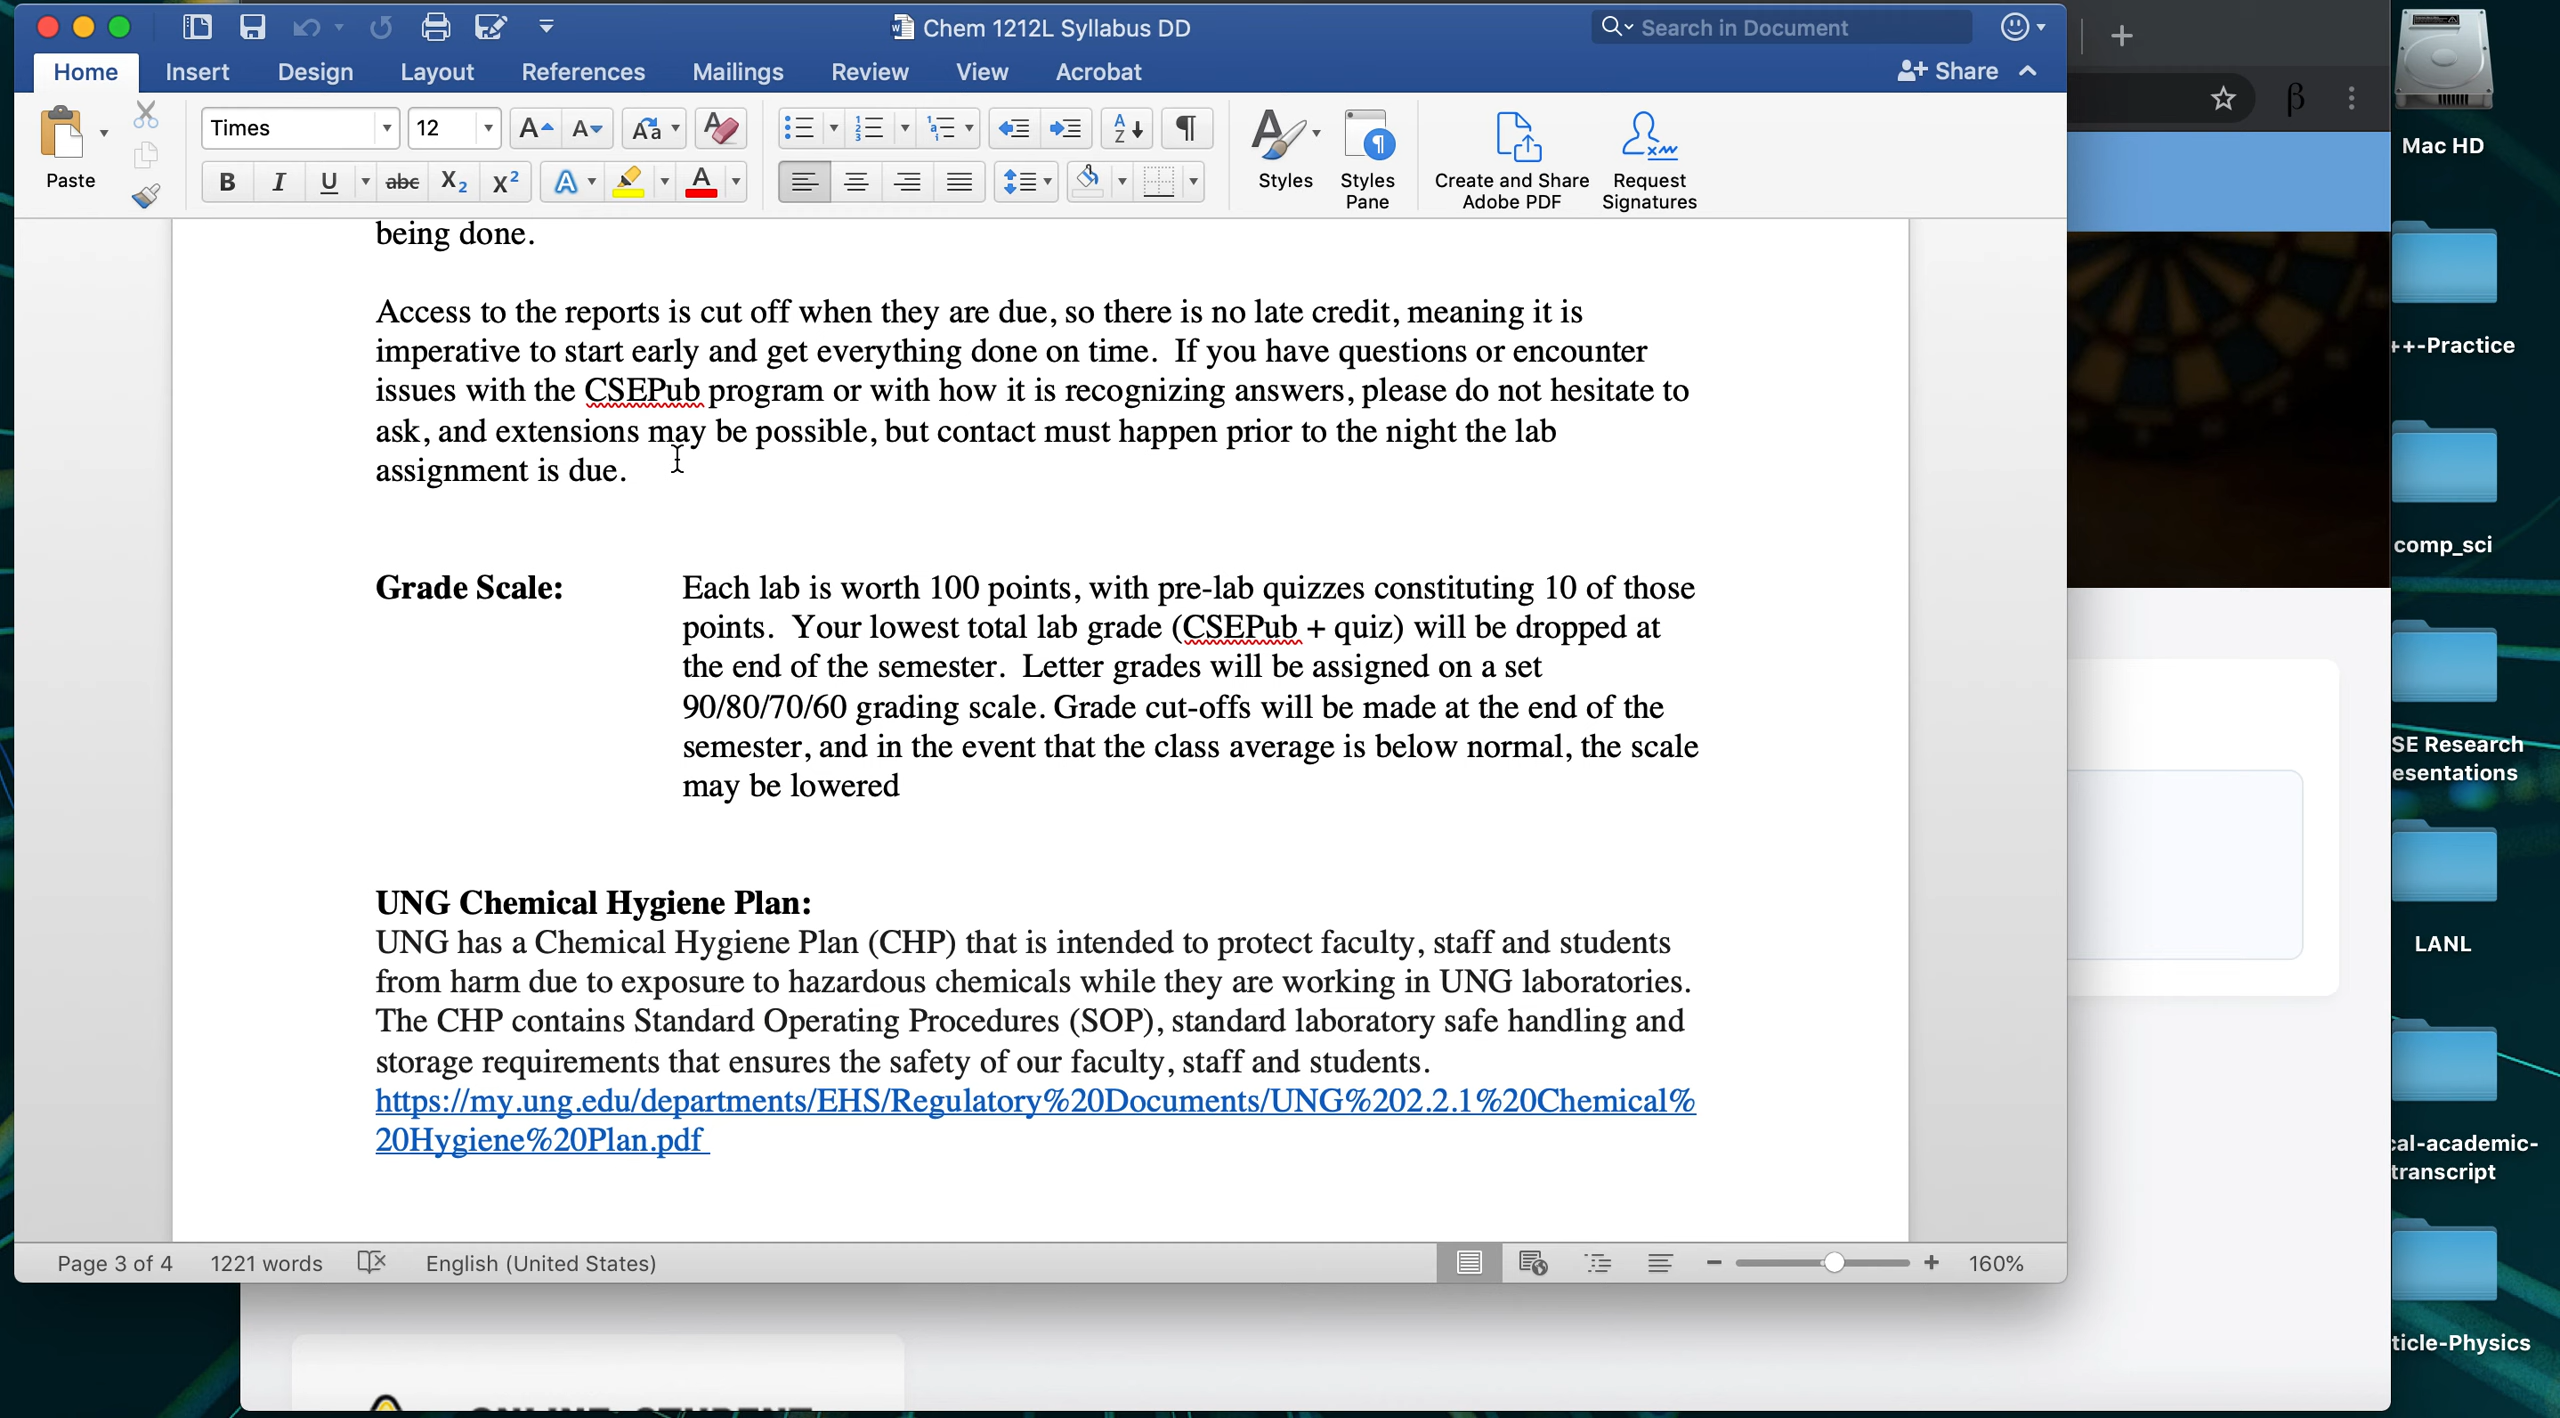 Chem 1212L Syllabus DD
Search in Document
Home Insert Design Layout References Mailings Review View Acrobat
Share
Paste
Times 12
Styles
Styles Pane
Create and Share Adobe PDF
Request Signatures
being done.
Access to the reports is cut off when they are due, so there is no late credit, meaning it is
imperative to start early and get everything done on time. If you have questions or encounter
issues with the CSEPub program or with how it is recognizing answers, please do not hesitate to
ask, and extensions may be possible, but contact must happen prior to the night the lab
assignment is due.
Grade Scale: Each lab is worth 100 points, with pre-lab quizzes constituting 10 of those
points. Your lowest total lab grade (CSEPub + quiz) will be dropped at
the end of the semester. Letter grades will be assigned on a set
90/80/70/60 grading scale. Grade cut-offs will be made at the end of the
semester, and in the event that the class average is below normal, the scale
may be lowered
UNG Chemical Hygiene Plan:
UNG has a Chemical Hygiene Plan (CHP) that is intended to protect faculty, staff and students
from harm due to exposure to hazardous chemicals while they are working in UNG laboratories.
The CHP contains Standard Operating Procedures (SOP), standard laboratory safe handling and
storage requirements that ensures the safety of our faculty, staff and students.
https://my.ung.edu/departments/EHS/Regulatory%20Documents/UNG%202.2.1%20Chemical%
20Hygiene%20Plan.pdf
Page 3 of 4 1221 words English (United States) 160%
Mac HD
++-Practice
comp_sci
SE Research
esentations
LANL
cal-academic-
transcript
ticle-Physics